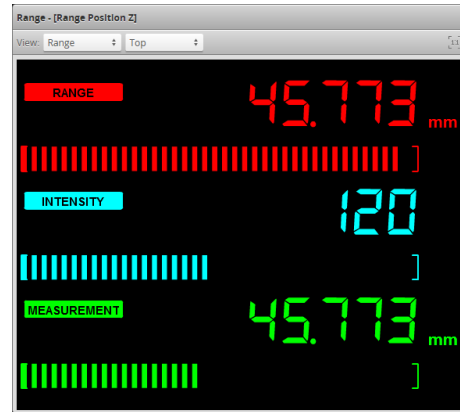 Range - [Range Position Z]
View: Range Top
RANGE 45.773 mm
INTENSITY 120
MEASUREMENT 45.773 mm